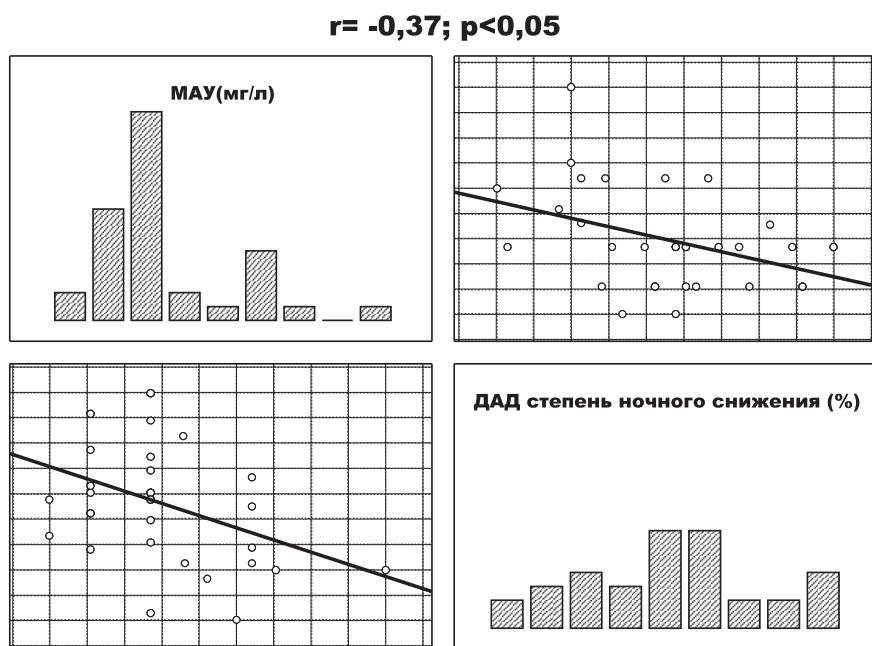 r= -0,37; p<0,05
МАУ(мг/л)
ДАД степень ночного снижения (%)